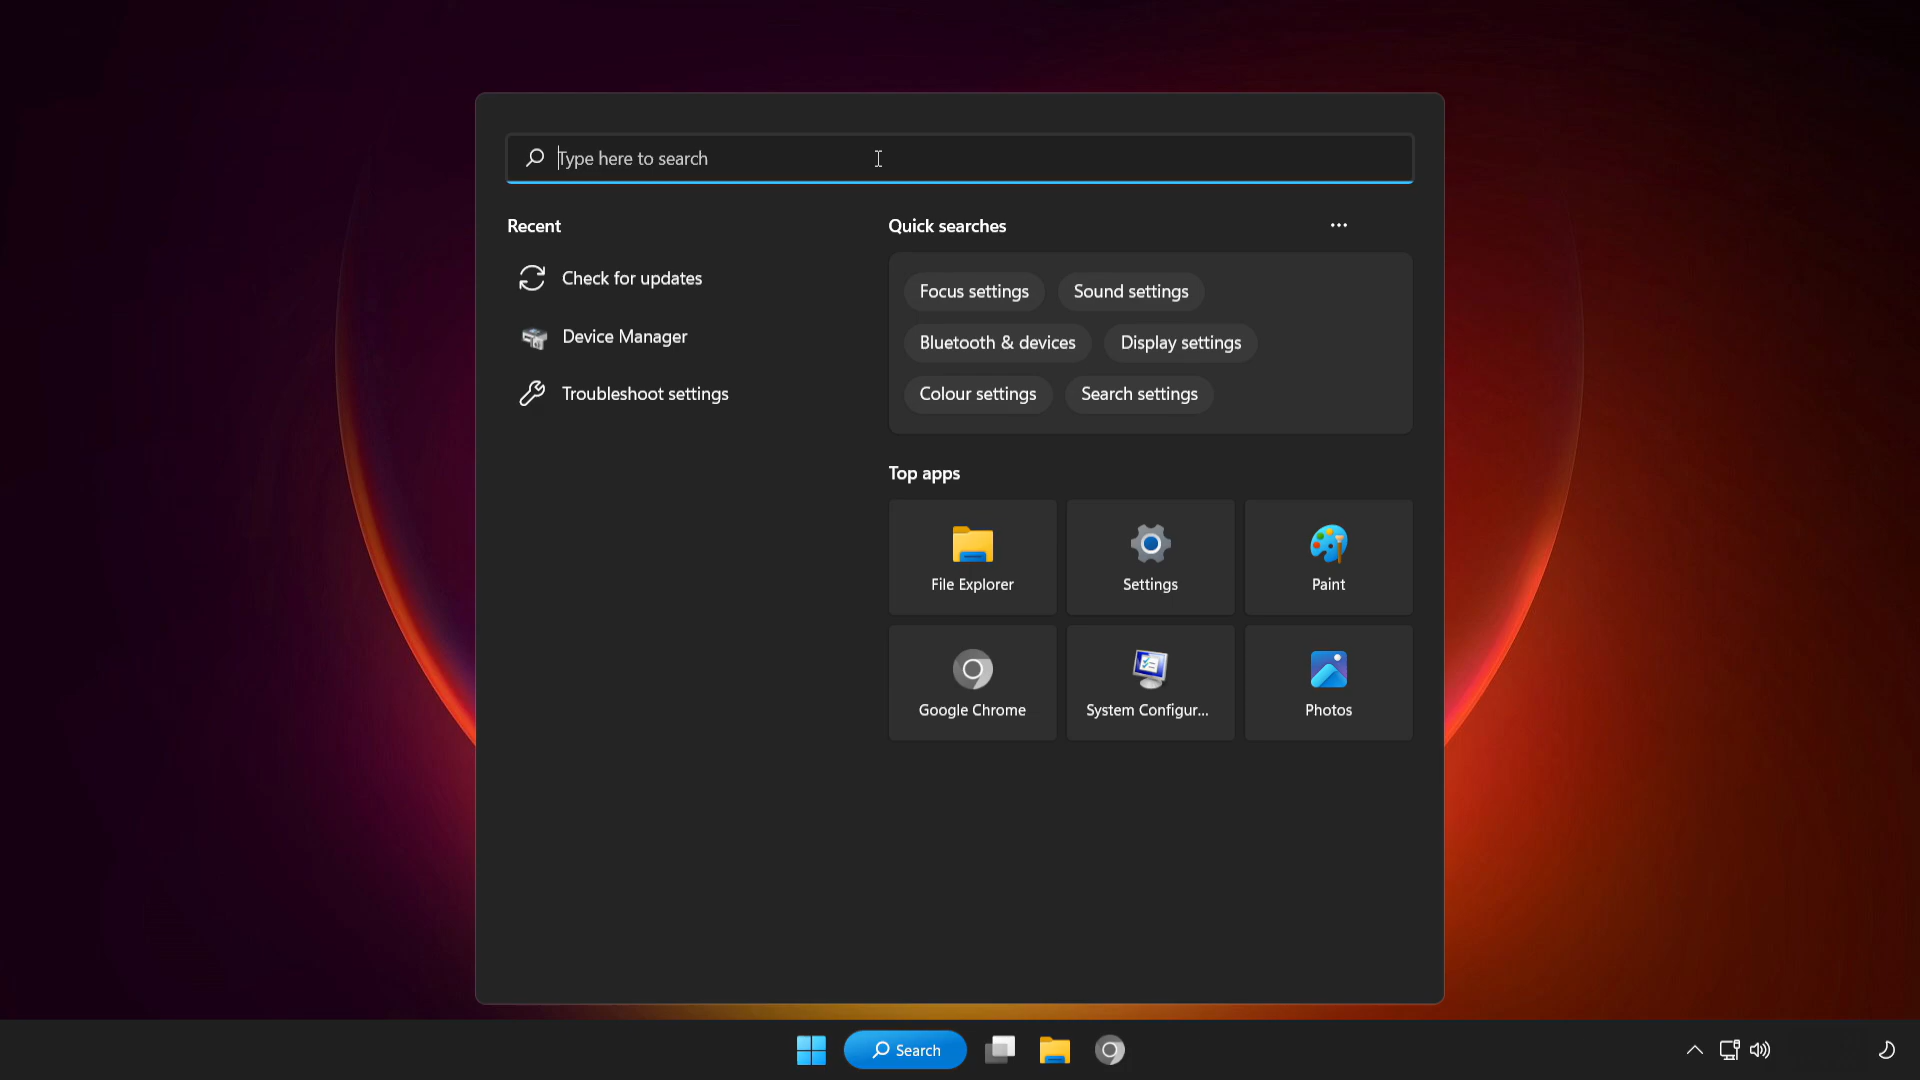 Type here to search
Recent
Check for updates
Device Manager
Troubleshoot settings
Quick searches
Focus settings
Sound settings
Bluetooth & devices
Display settings
Colour settings
Search settings
Top apps
File Explorer
Settings
Paint
Google Chrome
System Configur...
Photos
Search